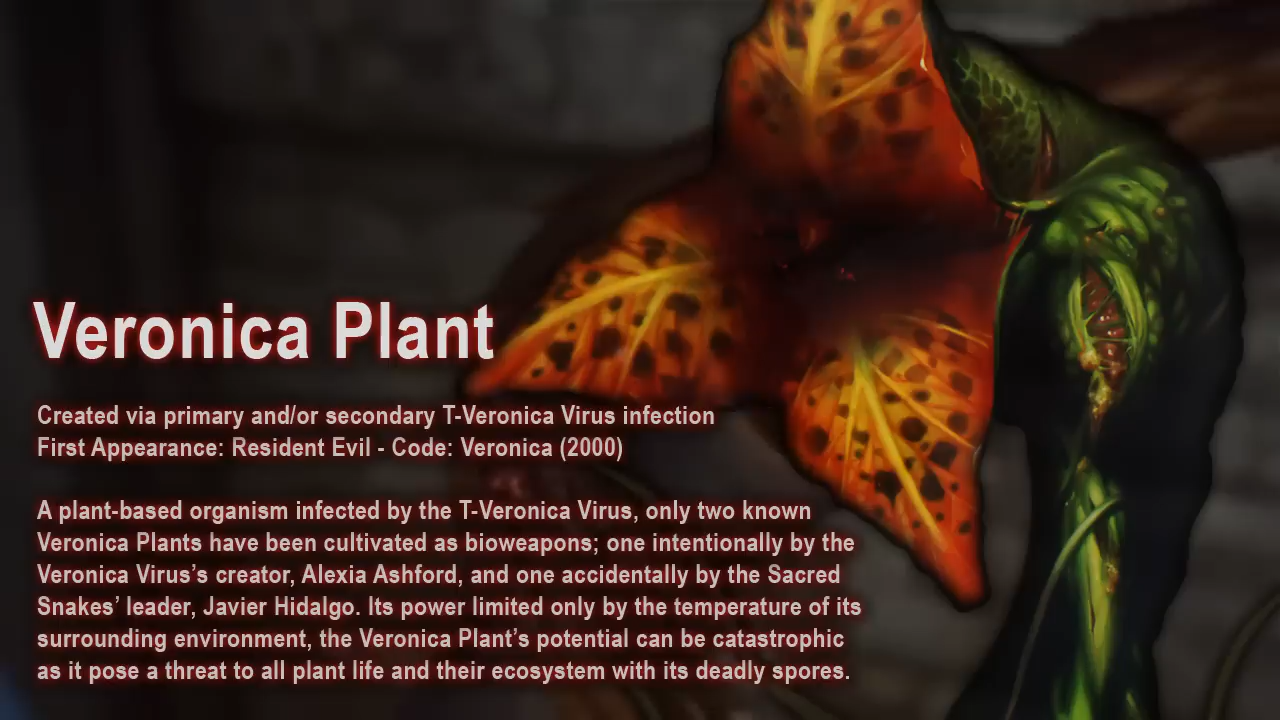 Veronica Plant
Created via primary and/or secondary T-Veronica Virus infection
First Appearance: Resident Evil - Code: Veronica (2000)
A plant-based organism infected by the T-Veronica Virus, only two known
Veronica Plants have been cultivated as bioweapons; one intentionally by the
Veronica Virus’s creator, Alexia Ashford, and one accidentally by the Sacred
Snakes’ leader, Javier Hidalgo. Its power limited only by the temperature of its
surrounding environment, the Veronica Plant’s potential can be catastrophic
as it pose a threat to all plant life and their ecosystem with its deadly spores.